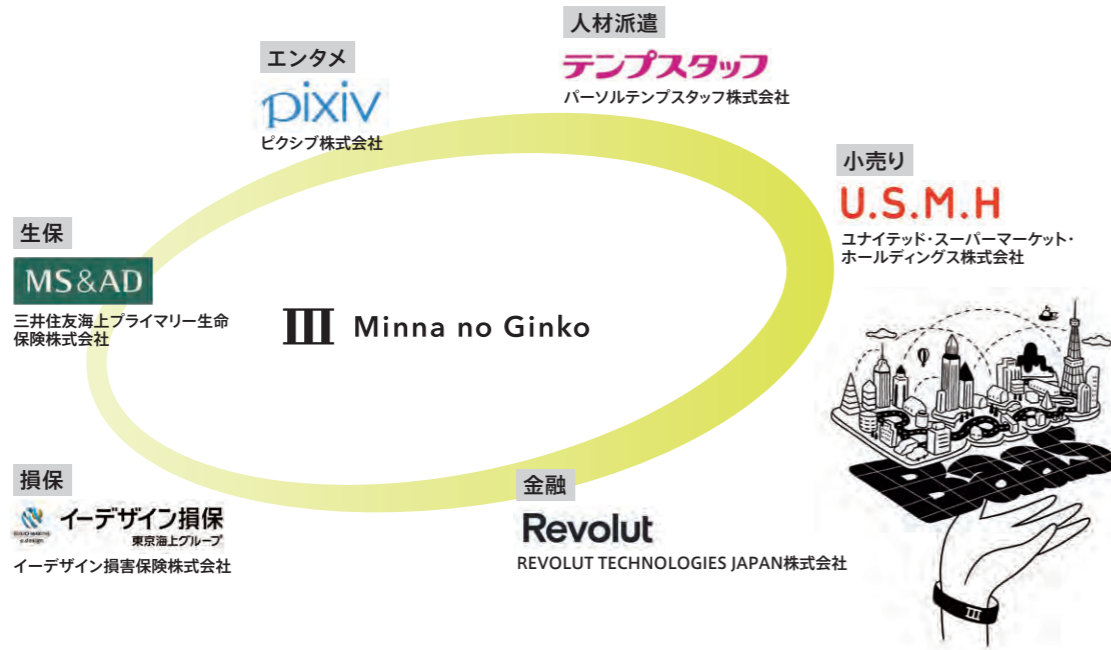 人材派遣
テンプスタッフ
パーソルテンプスタッフ株式会社
エンタメ
pixiv
ピクシブ株式会社
小売り
U.S.M.H
ユナイテッド・スーパーマーケット・
ホールディングス株式会社
生保
MS&AD
三井住友海上プライマリー生命
保険株式会社
III Minna no Ginko
損保
イーデザイン損保
東京海上グループ
イーデザイン損害保険株式会社
金融
Revolut
REVOLUT TECHNOLOGIES JAPAN株式会社
BaaS
III